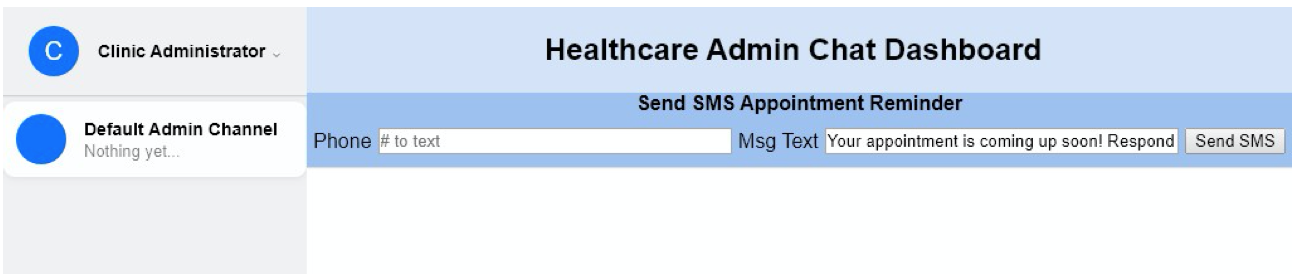 C
Clinic Administrator
Default Admin Channel
Nothing yet...
Healthcare Admin Chat Dashboard
Send SMS Appointment Reminder
Phone # to text Msg Text Your appointment is coming up soon! Respond Send SMS